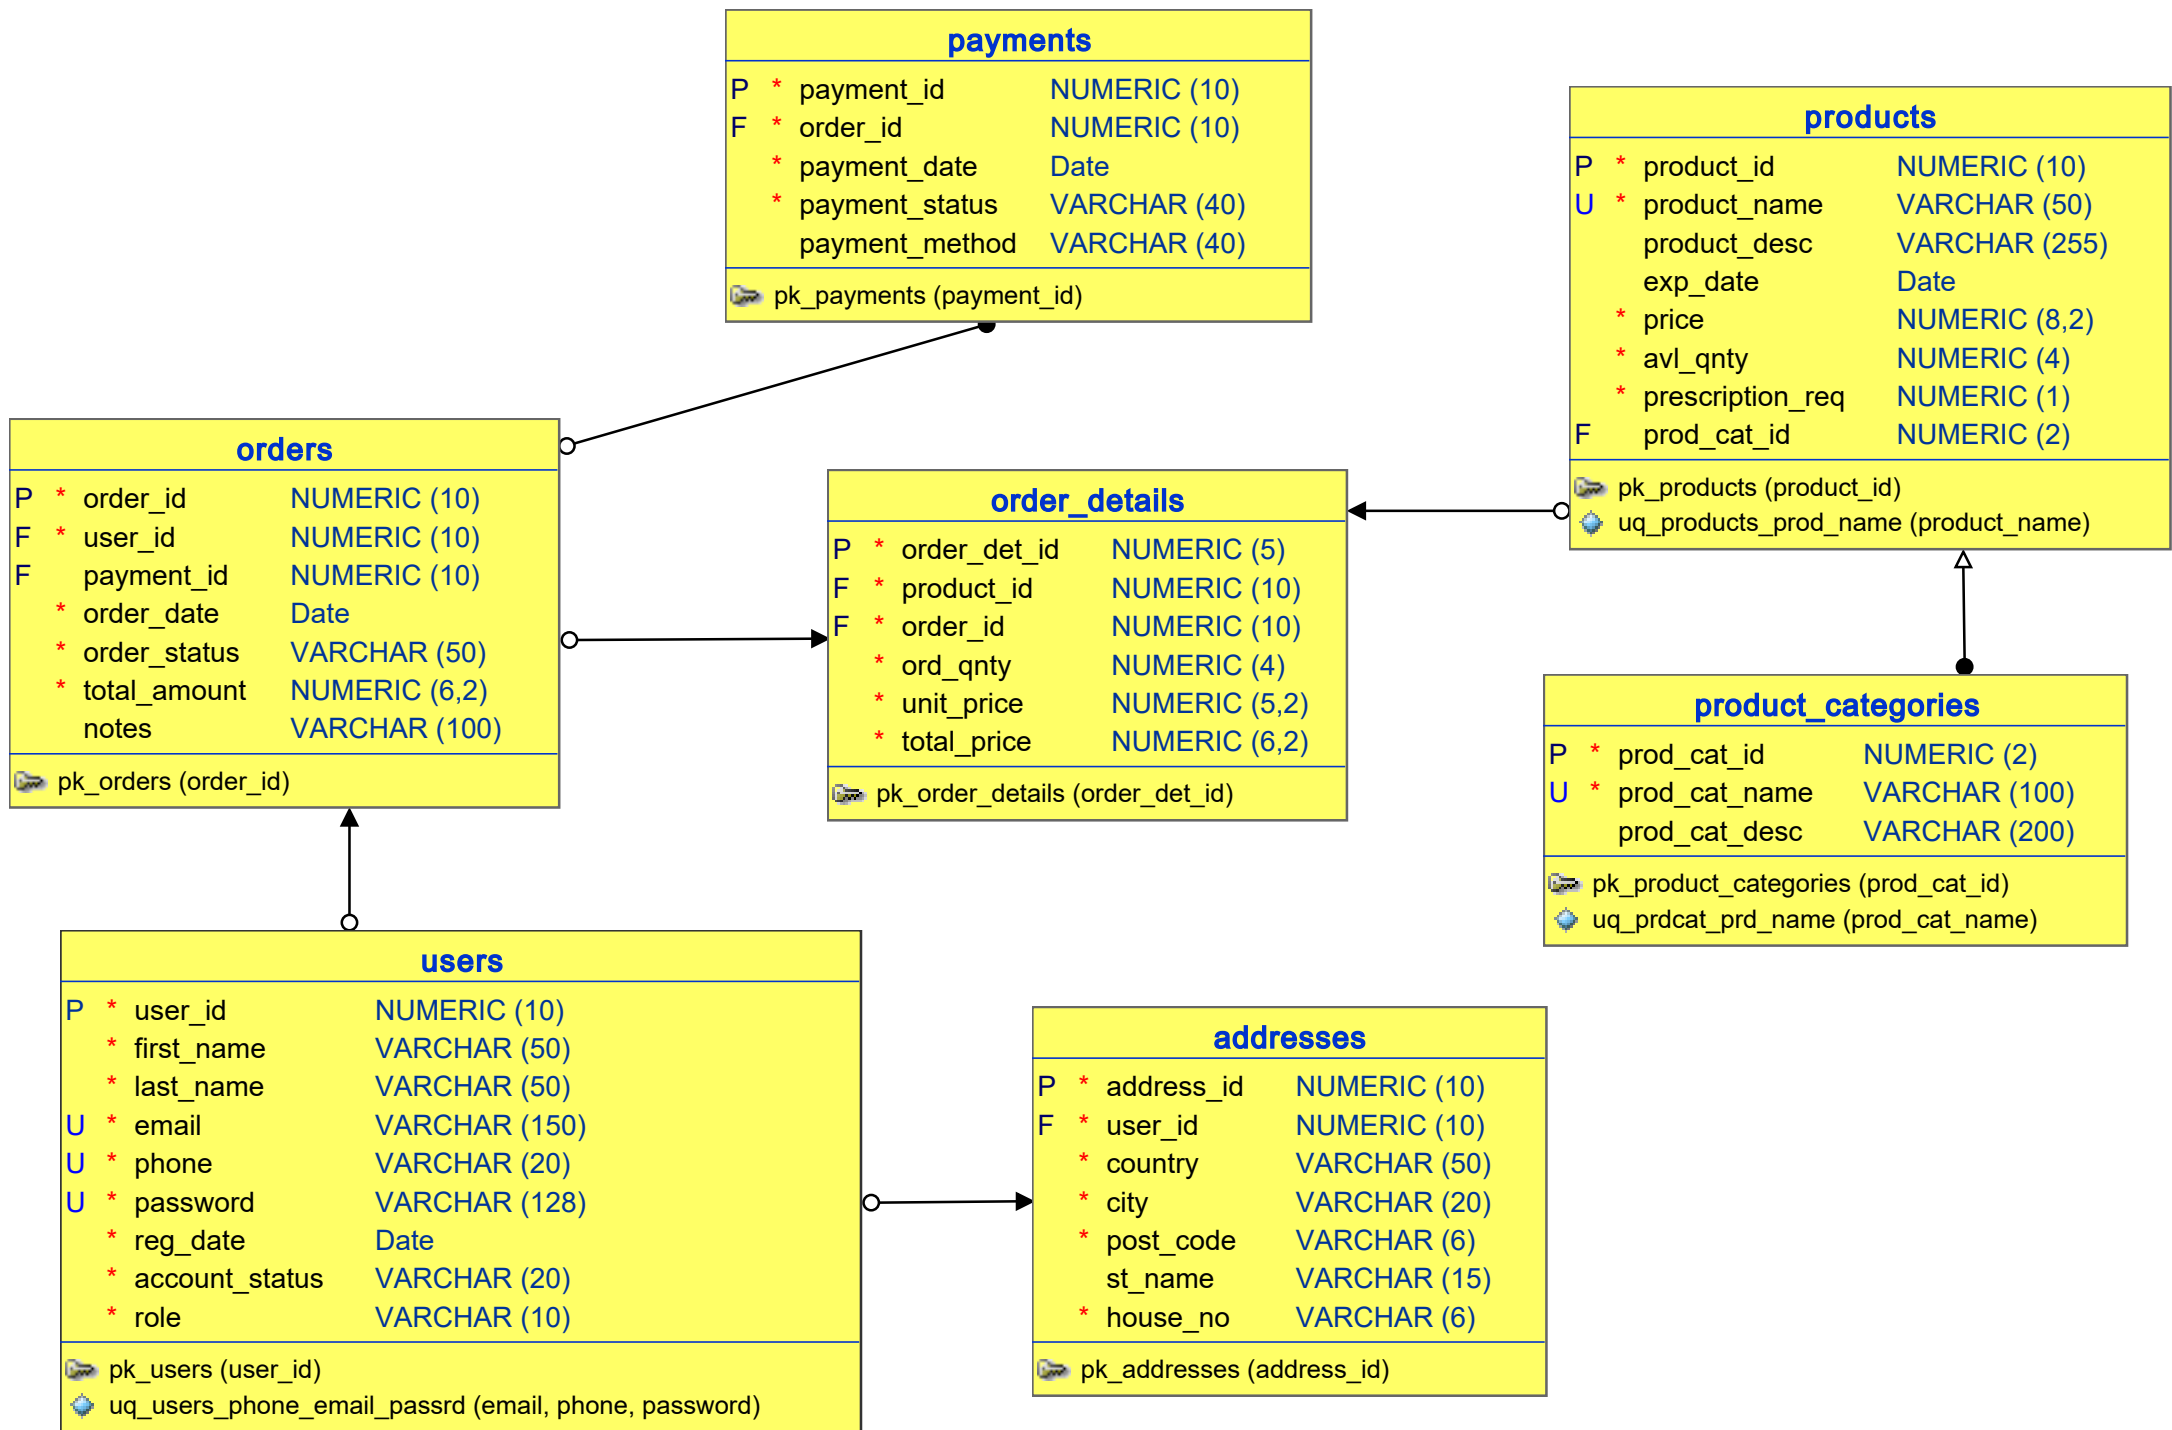 payments
P * payment_id NUMERIC (10)
F * order_id NUMERIC (10)
* payment_date Date
* payment_status VARCHAR (40)
payment_method VARCHAR (40)
pk_payments (payment_id)
products
P * product_id NUMERIC (10)
U * product_name VARCHAR (50)
product_desc VARCHAR (255)
exp_date Date
* price NUMERIC (8,2)
* avl_qnty NUMERIC (4)
* prescription_req NUMERIC (1)
F prod_cat_id NUMERIC (2)
pk_products (product_id)
uq_products_prod_name (product_name)
orders
P * order_id NUMERIC (10)
F * user_id NUMERIC (10)
F payment_id NUMERIC (10)
* order_date Date
* order_status VARCHAR (50)
* total_amount NUMERIC (6,2)
notes VARCHAR (100)
pk_orders (order_id)
order_details
P * order_det_id NUMERIC (5)
F * product_id NUMERIC (10)
F * order_id NUMERIC (10)
* ord_qnty NUMERIC (4)
* unit_price NUMERIC (5,2)
* total_price NUMERIC (6,2)
pk_order_details (order_det_id)
product_categories
P * prod_cat_id NUMERIC (2)
U * prod_cat_name VARCHAR (100)
prod_cat_desc VARCHAR (200)
pk_product_categories (prod_cat_id)
uq_prdcat_prd_name (prod_cat_name)
users
P * user_id NUMERIC (10)
* first_name VARCHAR (50)
* last_name VARCHAR (50)
U * email VARCHAR (150)
U * phone VARCHAR (20)
U * password VARCHAR (128)
* reg_date Date
* account_status VARCHAR (20)
* role VARCHAR (10)
pk_users (user_id)
uq_users_phone_email_passrd (email, phone, password)
addresses
P * address_id NUMERIC (10)
F * user_id NUMERIC (10)
* country VARCHAR (50)
* city VARCHAR (20)
* post_code VARCHAR (6)
st_name VARCHAR (15)
* house_no VARCHAR (6)
pk_addresses (address_id)